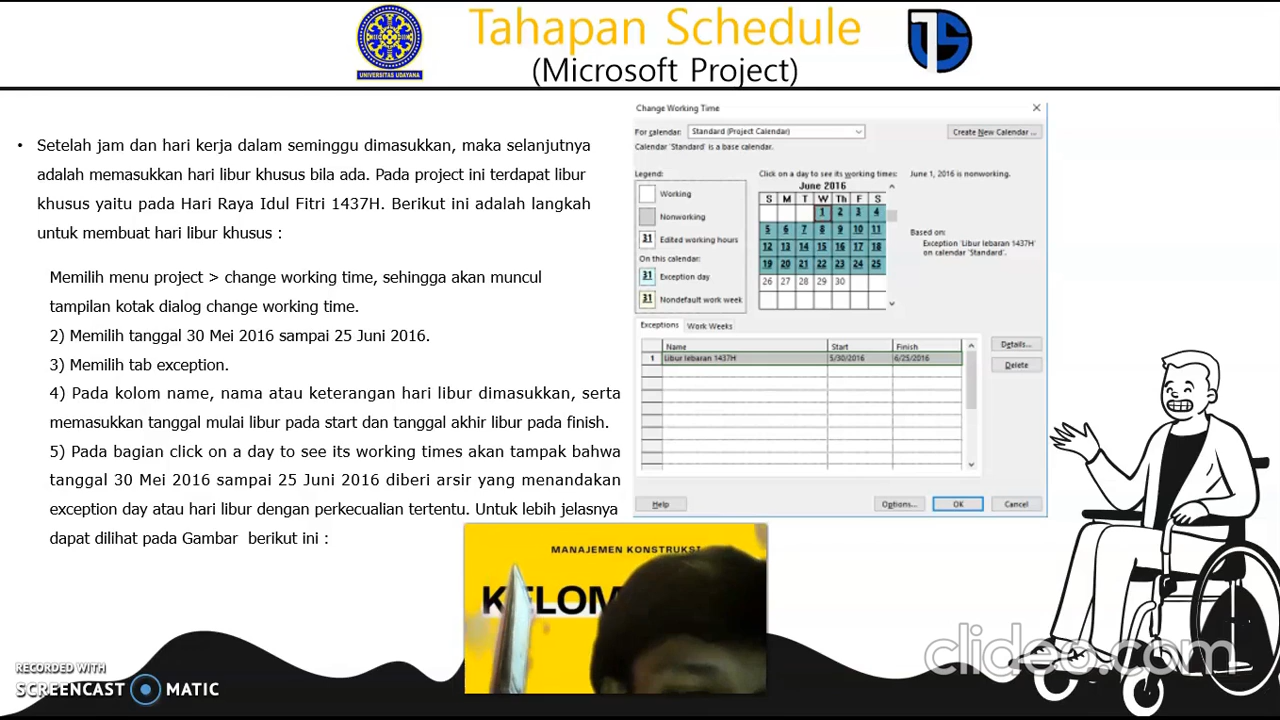 Tahapan Schedule
(Microsoft Project)
UNIVERSITAS UDAYANA
• Setelah jam dan hari kerja dalam seminggu dimasukkan, maka selanjutnya
adalah memasukkan hari libur khusus bila ada. Pada project ini terdapat libur
khusus yaitu pada Hari Raya Idul Fitri 1437H. Berikut ini adalah langkah
untuk membuat hari libur khusus :
Memilih menu project > change working time, sehingga akan muncul
tampilan kotak dialog change working time.
2) Memilih tanggal 30 Mei 2016 sampai 25 Juni 2016.
3) Memilih tab exception.
4) Pada kolom name, nama atau keterangan hari libur dimasukkan, serta
memasukkan tanggal mulai libur pada start dan tanggal akhir libur pada finish.
5) Pada bagian click on a day to see its working times akan tampak bahwa
tanggal 30 Mei 2016 sampai 25 Juni 2016 diberi arsir yang menandakan
exception day atau hari libur dengan perkecualian tertentu. Untuk lebih jelasnya
dapat dilihat pada Gambar berikut ini :
Change Working Time
For calendar: Standard (Project Calendar) Create New Calendar ...
Calendar 'Standard' is a base calendar.
Legend:
Working
Nonworking
31 Edited working hours
On this calendar:
31 Exception day
31 Nondefault work week
Click on a day to see its working times:
June 2016
S M T W Th F S
1 2 3 4
5 6 7 8 9 10 11
12 13 14 15 16 17 18
19 20 21 22 23 24 25
26 27 28 29 30
June 1, 2016 is nonworking.
Based on:
Exception 'Libur lebaran 1437H'
on calendar 'Standard'.
Exceptions Work Weeks
Name Start Finish
1 Libur lebaran 1437H 5/30/2016 6/25/2016
Details...
Delete
Help Options... OK Cancel
MANAJEMEN KONSTRUKSI
KELOM
RECORDED WITH
SCREENCAST MATIC
clideo.com